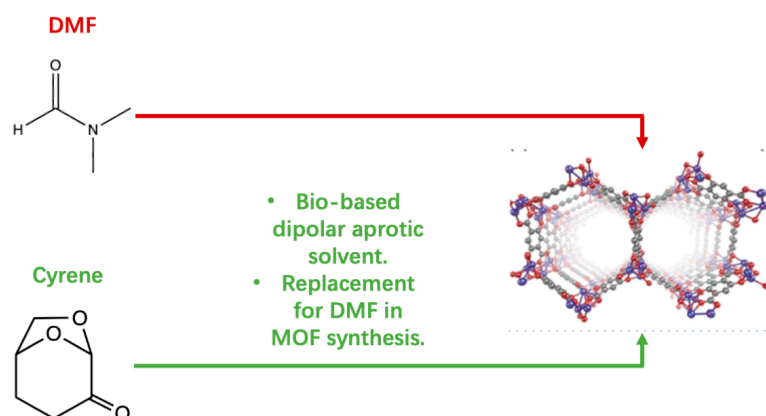 DMF
O
H
N
• Bio-based
dipolar aprotic
solvent.
• Replacement
for DMF in
MOF synthesis.
Cyrene
O
O
O